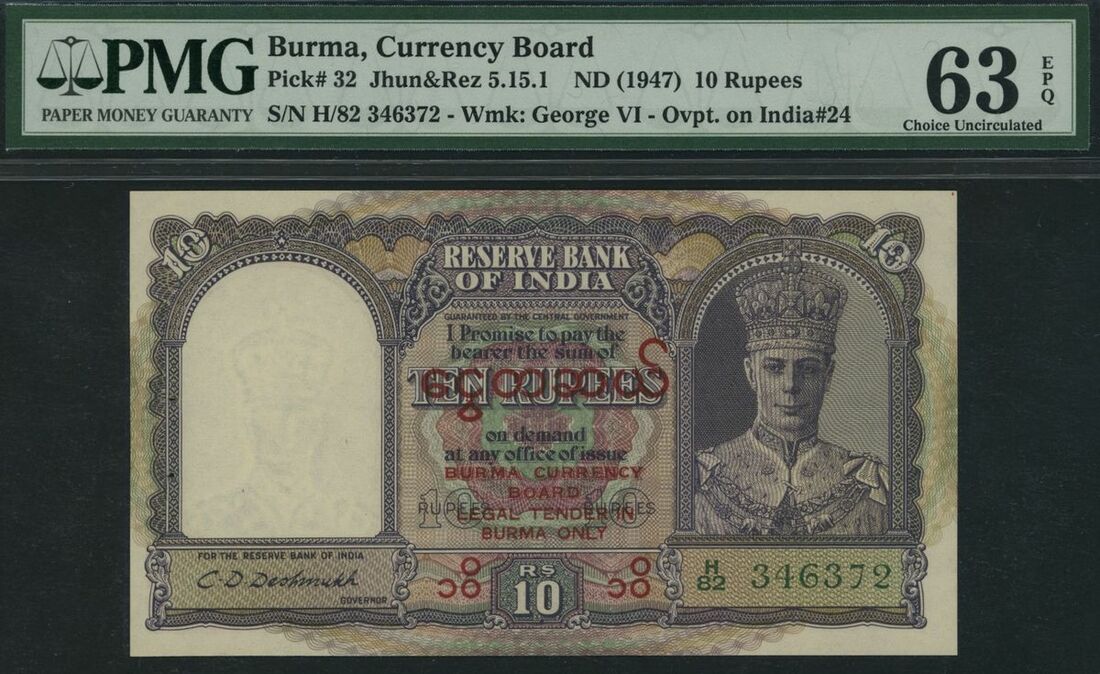 PMG
PAPER MONEY GUARANTY
Burma, Currency Board
Pick# 32 Jhun&Rez 5.15.1 ND (1947) 10 Rupees
S/N H/82 346372 - Wmk: George VI - Ovpt. on India#24
63
EPQ
Choice Uncirculated
10
10
RESERVE BANK
OF INDIA
GUARANTEED BY THE CENTRAL GOVERNMENT
I Promise to pay the
bearer the sum of
TEN RUPEES
on demand
at any office of issue
BURMA CURRENCY
BOARD
10 RUPEES RUPEES 10
LEGAL TENDER IN
BURMA ONLY
FOR THE RESERVE BANK OF INDIA
C. D. Deshmukh
GOVERNOR
RS
10
H
82 346372